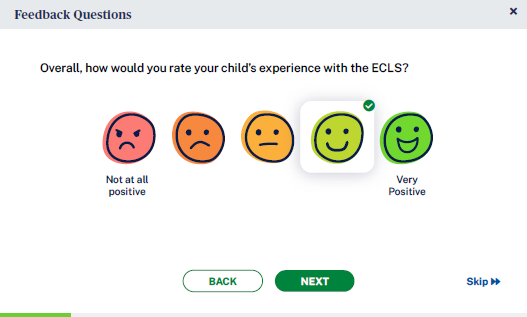 Feedback Questions
Overall, how would you rate your child's experience with the ECLS?
Not at all
positive
Very
Positive
BACK
NEXT
Skip